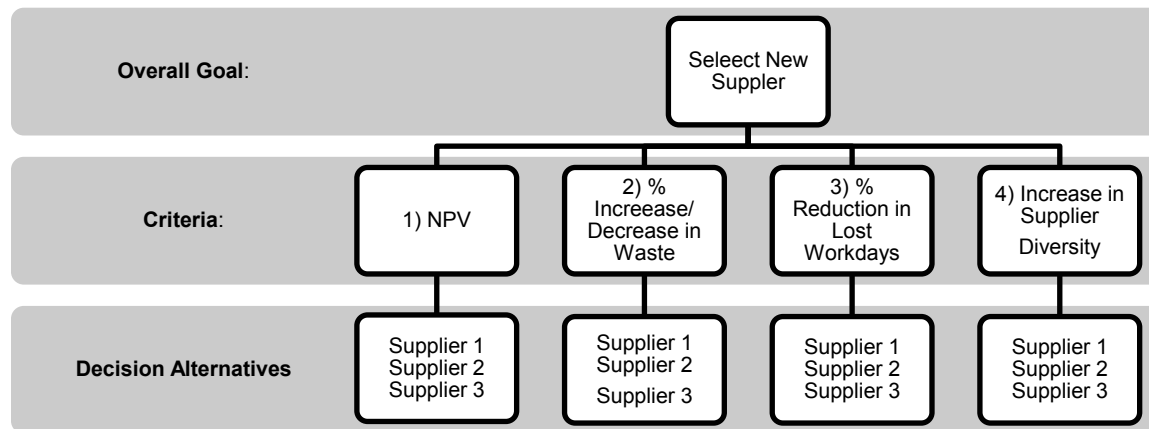 Overall Goal:
Seleect New
Suppler
Criteria:
1) NPV
2) %
Increease/
Decrease in
Waste
3) %
Reduction in
Lost
Workdays
4) Increase in
Supplier
Diversity
Decision Alternatives
Supplier 1
Supplier 2
Supplier 3
Supplier 1
Supplier 2
Supplier 3
Supplier 1
Supplier 2
Supplier 3
Supplier 1
Supplier 2
Supplier 3